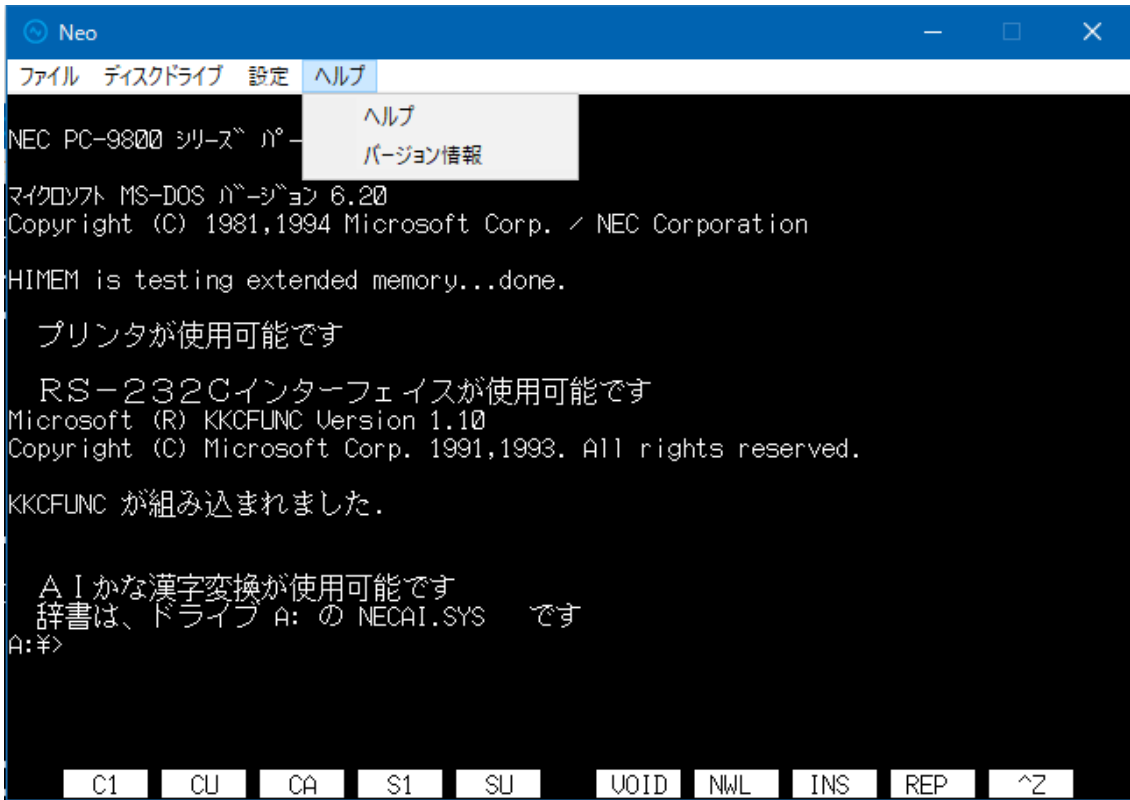 Neo
ファイル ディスクドライブ 設定 ヘルプ
ヘルプ
バージョン情報
NEC PC-9800 シリーズ パー
マイクロソフト MS-DOS バージョン 6.20
Copyright (C) 1981,1994 Microsoft Corp. / NEC Corporation
HIMEM is testing extended memory...done.
プリンタが使用可能です
RS-232Cインターフェイスが使用可能です
Microsoft (R) KKCFUNC Version 1.10
Copyright (C) Microsoft Corp. 1991,1993. All rights reserved.
KKCFUNC が組み込まれました.
AIかな漢字変換が使用可能です
辞書は、ドライブ A: の NECAI.SYS です
A:¥>
C1 CU CA S1 SU VOID NWL INS REP ^Z